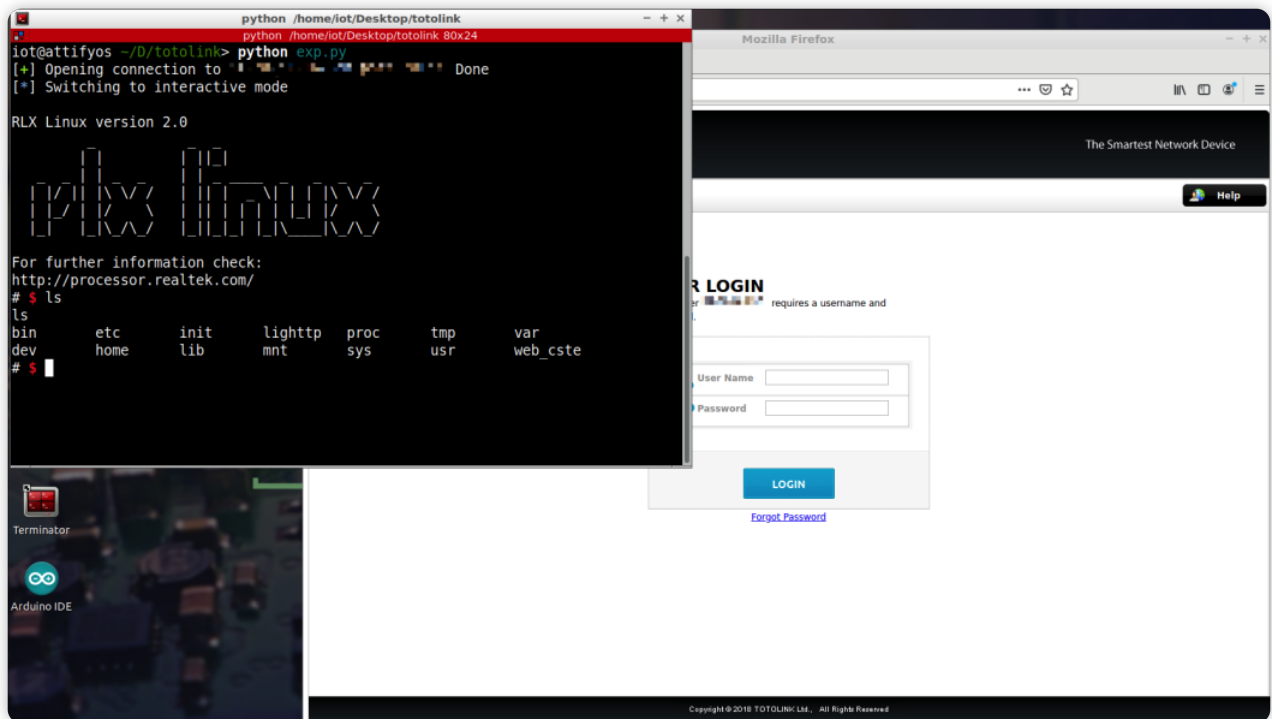 python /home/iot/Desktop/totolink
python /home/iot/Desktop/totolink 80x24
iot@attifyos ~/D/totolink> python exp.py
[+] Opening connection to Done
[*] Switching to interactive mode
RLX Linux version 2.0
rlx linux
For further information check:
http://processor.realtek.com/
# $ ls
ls
bin etc init lighttp proc tmp var
dev home lib mnt sys usr web_cste
# $
Mozilla Firefox
The Smartest Network Device
Help
R LOGIN
er requires a username and
User Name
Password
LOGIN
Forgot Password
Terminator
Arduino IDE
Copyright © 2018 TOTOLINK Ltd., All Rights Reserved